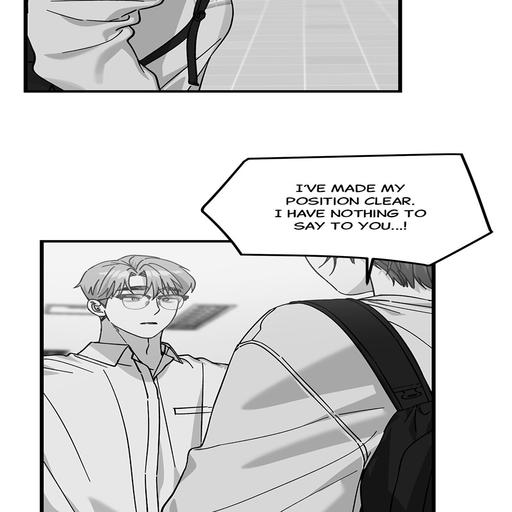 I'VE MADE MY
POSITION CLEAR.
I HAVE NOTHING TO
SAY TO YOU...!